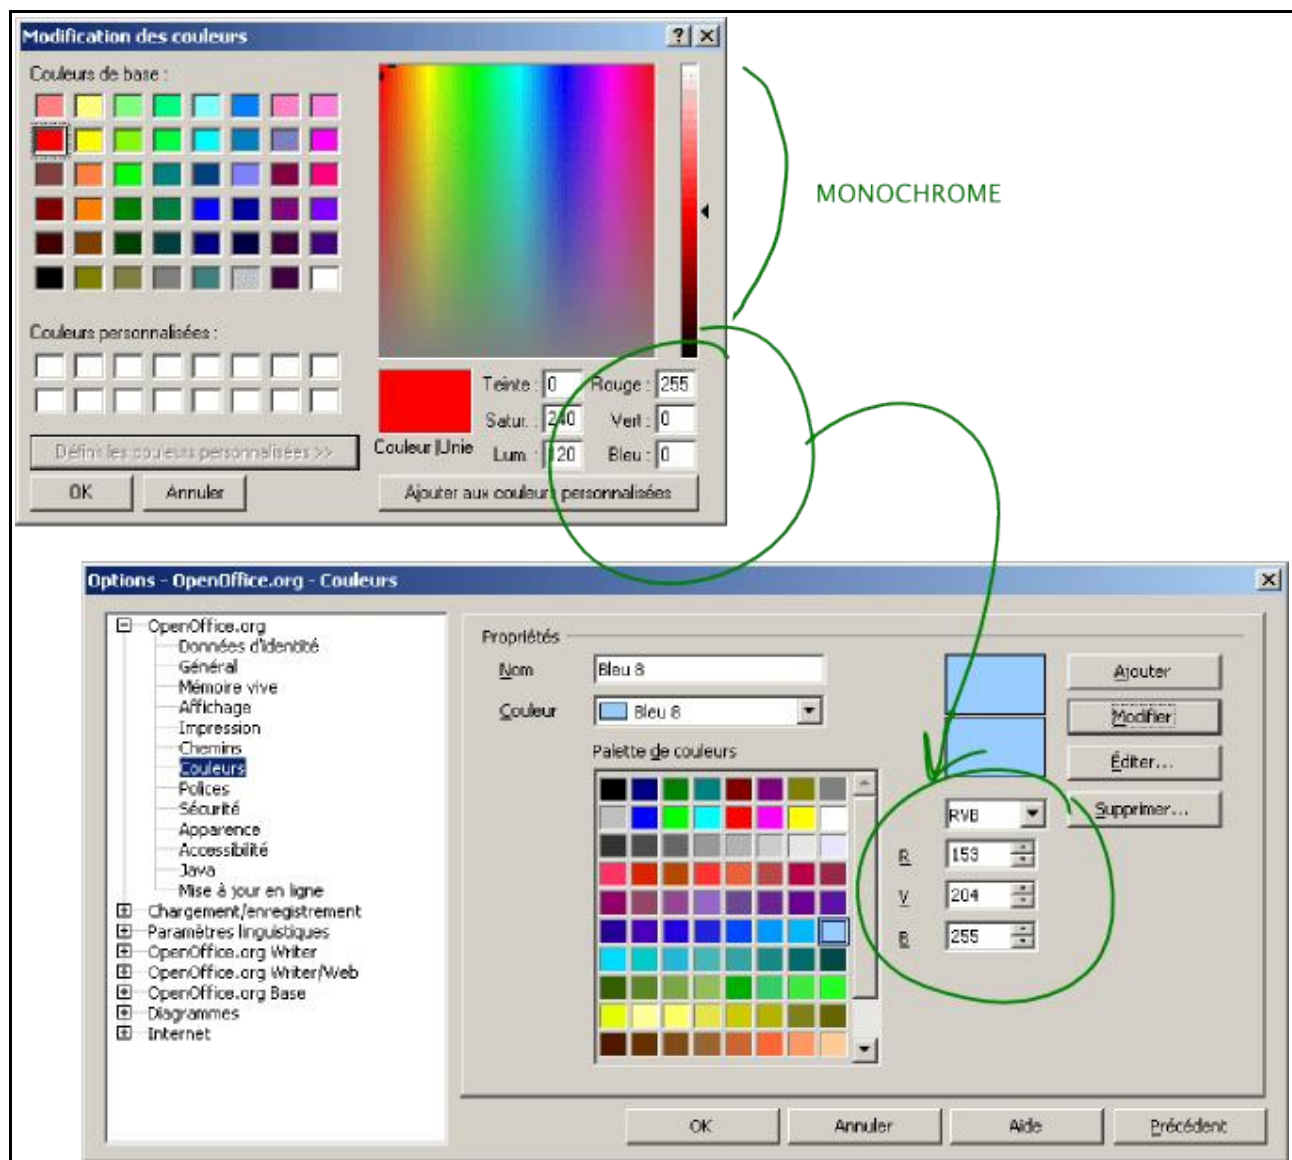 Modification des couleurs
Couleurs de base :
MONOCHROME
Couleurs personnalisées :
Teinte : 0 Rouge : 255
Satur. : 240 Vert : 0
Couleur|Unie Lum. : 120 Bleu : 0
Définir les couleurs personnalisées >>
OK Annuler Ajouter aux couleurs personnalisées
Options - OpenOffice.org - Couleurs
OpenOffice.org
Données d'identité
Général
Mémoire vive
Affichage
Impression
Chemins
Couleurs
Polices
Sécurité
Apparence
Accessibilité
Java
Mise à jour en ligne
Chargement/enregistrement
Paramètres linguistiques
OpenOffice.org Writer
OpenOffice.org Writer/Web
OpenOffice.org Base
Diagrammes
Internet
Propriétés
Nom Bleu 8
Couleur Bleu 8
Palette de couleurs
Ajouter
Modifier
Éditer...
Supprimer...
RVB
R 153
V 204
B 255
OK Annuler Aide Précédent